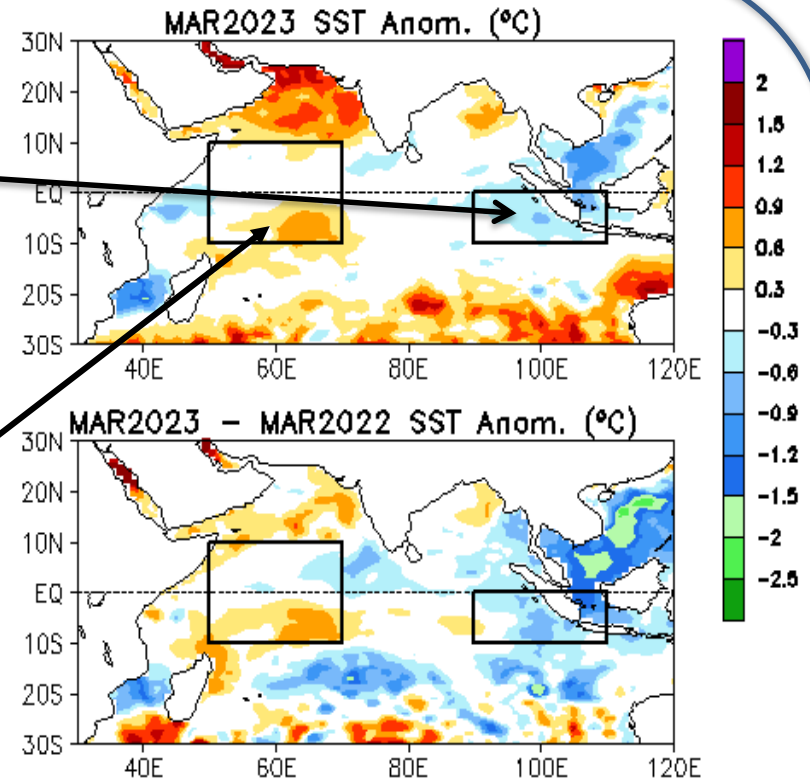 MAR2023 SST Anom. (ºC)
30N
20N
10N
EQ
10S
20S
30S
40E 60E 80E 100E 120E
MAR2023 – MAR2022 SST Anom. (ºC)
30N
20N
10N
EQ
10S
20S
30S
40E 60E 80E 100E 120E
2
1.5
1.2
0.9
0.6
0.3
-0.3
-0.6
-0.9
-1.2
-1.5
-2
-2.5